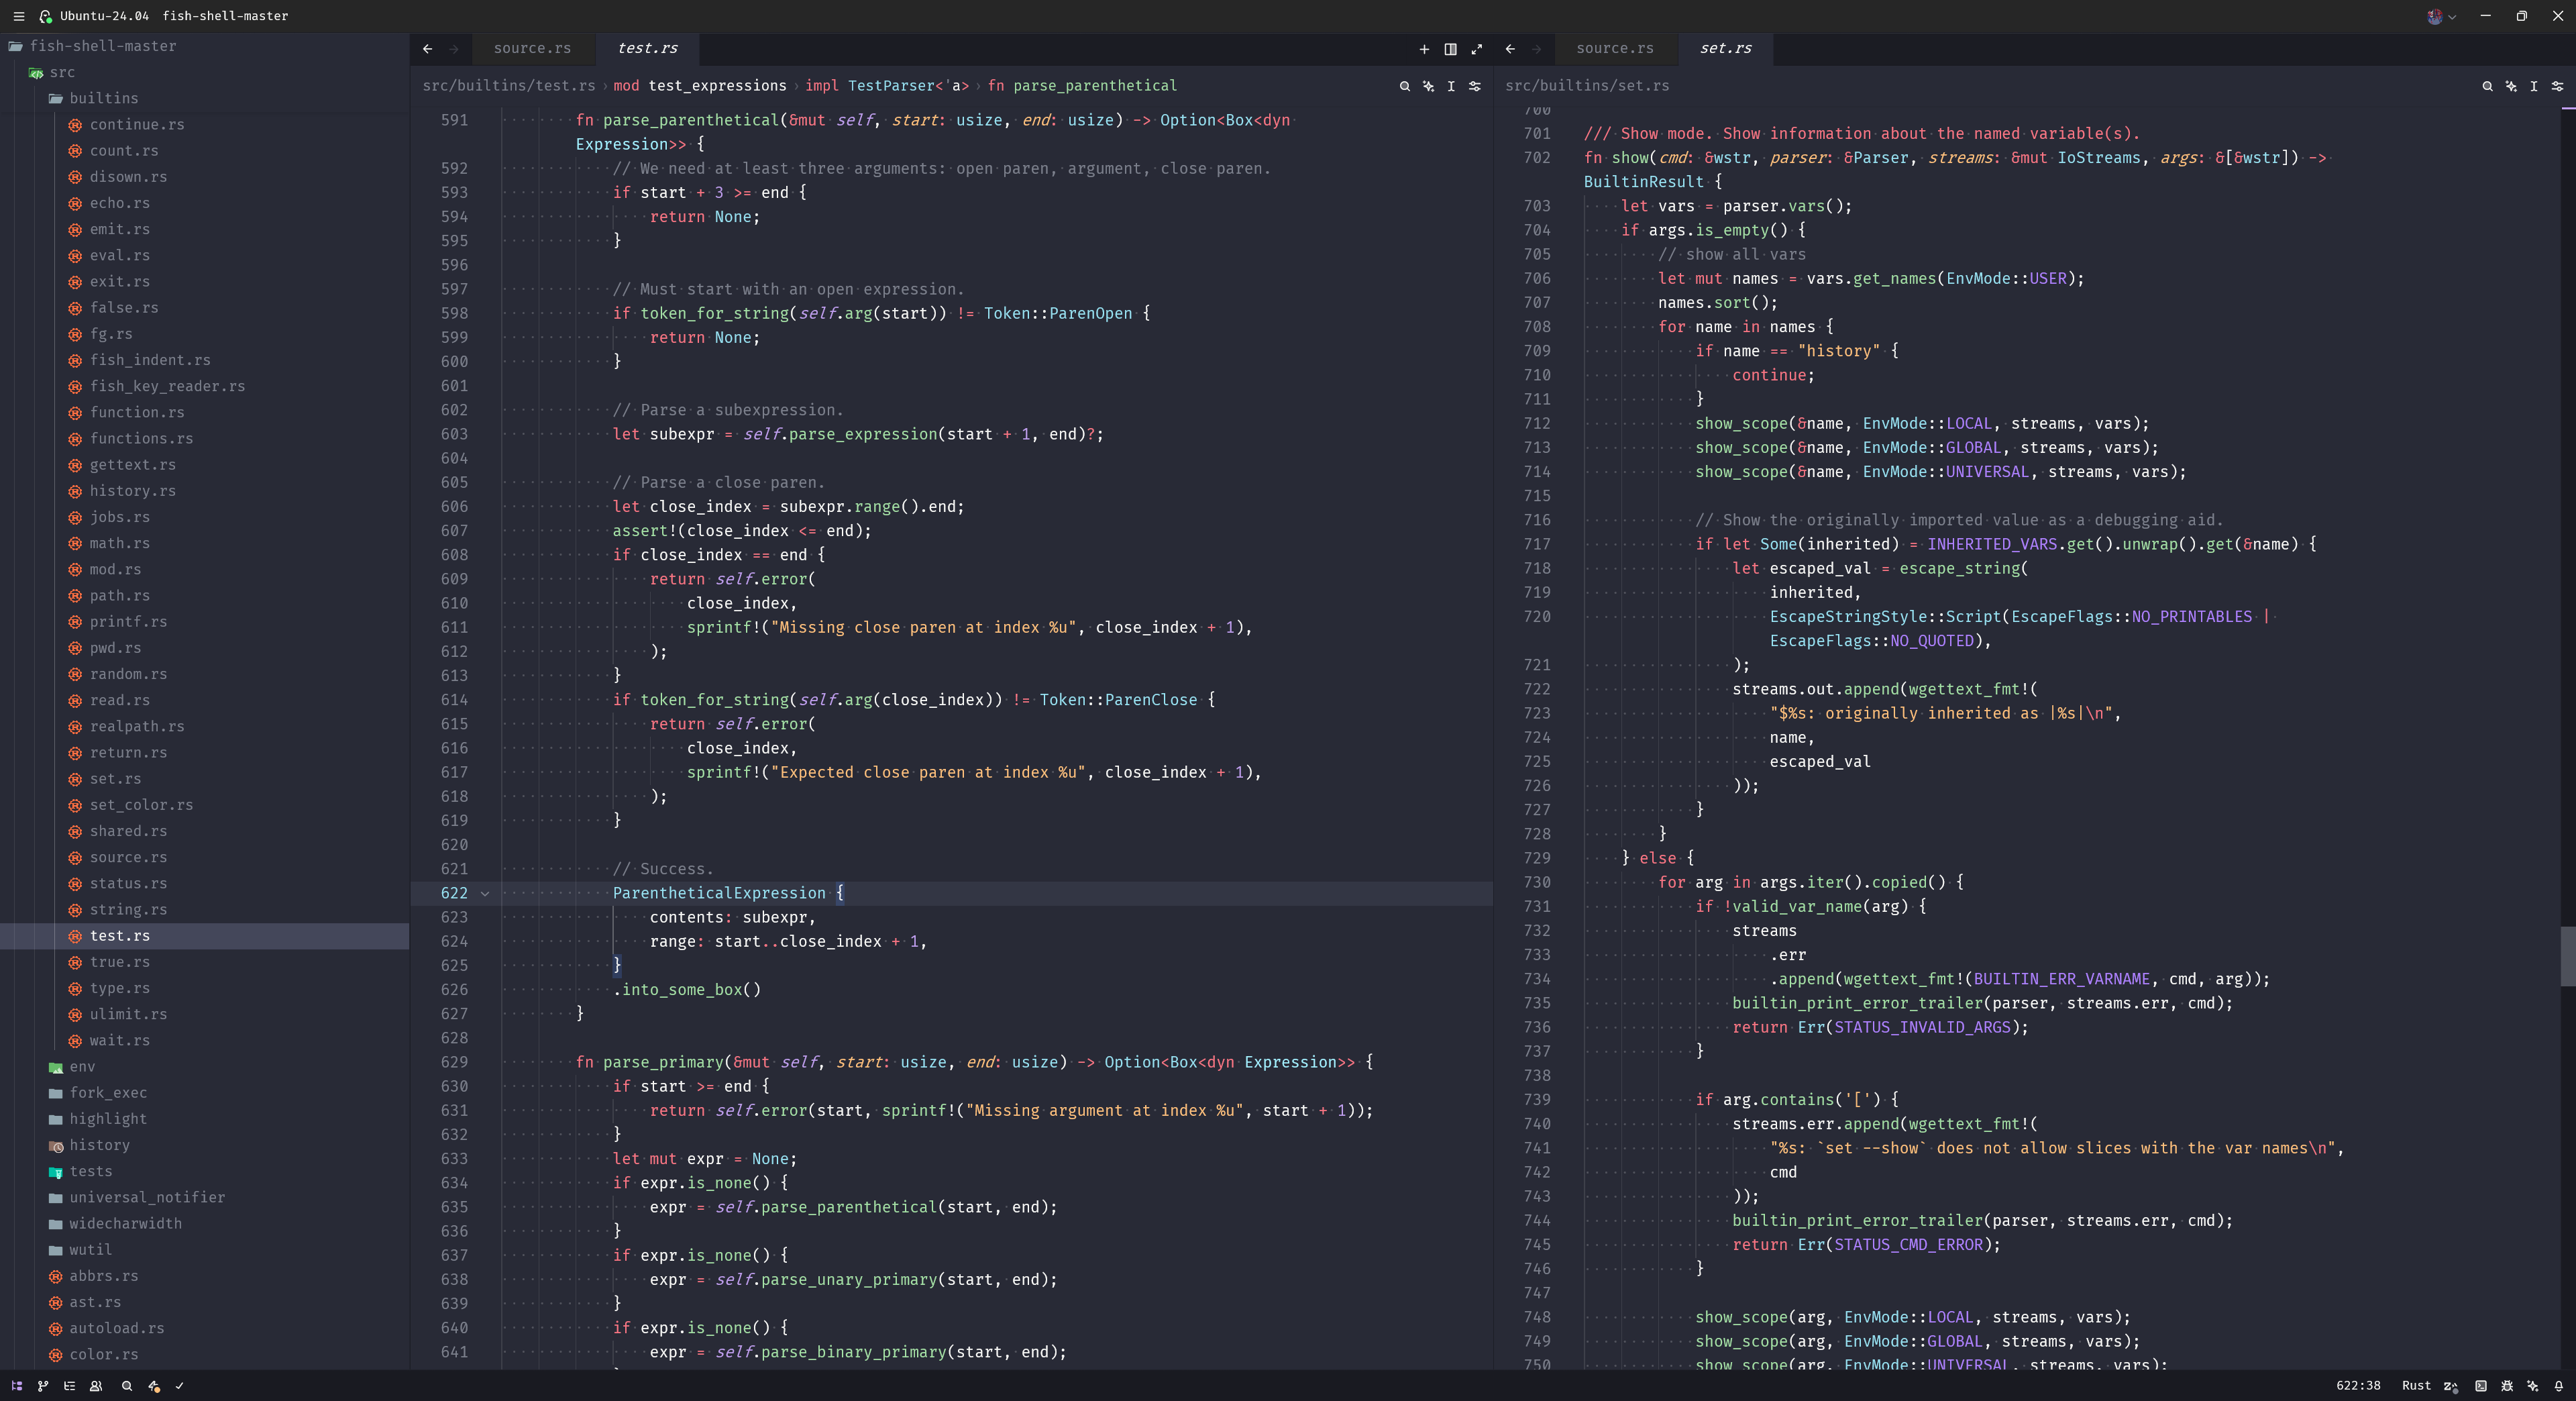 Ubuntu-24.04 fish-shell-master
fish-shell-master
src
builtins
continue.rs
count.rs
disown.rs
echo.rs
emit.rs
eval.rs
exit.rs
false.rs
fg.rs
fish_indent.rs
fish_key_reader.rs
function.rs
functions.rs
gettext.rs
history.rs
jobs.rs
math.rs
mod.rs
path.rs
printf.rs
pwd.rs
random.rs
read.rs
realpath.rs
return.rs
set.rs
set_color.rs
shared.rs
source.rs
status.rs
string.rs
test.rs
true.rs
type.rs
ulimit.rs
wait.rs
env
fork_exec
highlight
history
tests
universal_notifier
widecharwidth
wutil
abbrs.rs
ast.rs
autoload.rs
color.rs
source.rs test.rs
src/builtins/test.rs › mod test_expressions › impl TestParser<'a> › fn parse_parenthetical
591 fn parse_parenthetical(&mut self, start: usize, end: usize) -> Option<Box<dyn
Expression>> {
592 // We need at least three arguments: open paren, argument, close paren.
593 if start + 3 >= end {
594 return None;
595 }
596
597 // Must start with an open expression.
598 if token_for_string(self.arg(start)) != Token::ParenOpen {
599 return None;
600 }
601
602 // Parse a subexpression.
603 let subexpr = self.parse_expression(start + 1, end)?;
604
605 // Parse a close paren.
606 let close_index = subexpr.range().end;
607 assert!(close_index <= end);
608 if close_index == end {
609 return self.error(
610 close_index,
611 sprintf!("Missing close paren at index %u", close_index + 1),
612 );
613 }
614 if token_for_string(self.arg(close_index)) != Token::ParenClose {
615 return self.error(
616 close_index,
617 sprintf!("Expected close paren at index %u", close_index + 1),
618 );
619 }
620
621 // Success.
622 ParentheticalExpression {
623 contents: subexpr,
624 range: start..close_index + 1,
625 }
626 .into_some_box()
627 }
628
629 fn parse_primary(&mut self, start: usize, end: usize) -> Option<Box<dyn Expression>> {
630 if start >= end {
631 return self.error(start, sprintf!("Missing argument at index %u", start + 1));
632 }
633 let mut expr = None;
634 if expr.is_none() {
635 expr = self.parse_parenthetical(start, end);
636 }
637 if expr.is_none() {
638 expr = self.parse_unary_primary(start, end);
639 }
640 if expr.is_none() {
641 expr = self.parse_binary_primary(start, end);
source.rs set.rs
src/builtins/set.rs
700
701 /// Show mode. Show information about the named variable(s).
702 fn show(cmd: &wstr, parser: &Parser, streams: &mut IoStreams, args: &[&wstr]) ->
BuiltinResult {
703 let vars = parser.vars();
704 if args.is_empty() {
705 // show all vars
706 let mut names = vars.get_names(EnvMode::USER);
707 names.sort();
708 for name in names {
709 if name == "history" {
710 continue;
711 }
712 show_scope(&name, EnvMode::LOCAL, streams, vars);
713 show_scope(&name, EnvMode::GLOBAL, streams, vars);
714 show_scope(&name, EnvMode::UNIVERSAL, streams, vars);
715
716 // Show the originally imported value as a debugging aid.
717 if let Some(inherited) = INHERITED_VARS.get().unwrap().get(&name) {
718 let escaped_val = escape_string(
719 inherited,
720 EscapeStringStyle::Script(EscapeFlags::NO_PRINTABLES |
EscapeFlags::NO_QUOTED),
721 );
722 streams.out.append(wgettext_fmt!(
723 "$%s: originally inherited as |%s|\n",
724 name,
725 escaped_val
726 ));
727 }
728 }
729 } else {
730 for arg in args.iter().copied() {
731 if !valid_var_name(arg) {
732 streams
733 .err
734 .append(wgettext_fmt!(BUILTIN_ERR_VARNAME, cmd, arg));
735 builtin_print_error_trailer(parser, streams.err, cmd);
736 return Err(STATUS_INVALID_ARGS);
737 }
738
739 if arg.contains('[') {
740 streams.err.append(wgettext_fmt!(
741 "%s: `set --show` does not allow slices with the var names\n",
742 cmd
743 ));
744 builtin_print_error_trailer(parser, streams.err, cmd);
745 return Err(STATUS_CMD_ERROR);
746 }
747
748 show_scope(arg, EnvMode::LOCAL, streams, vars);
749 show_scope(arg, EnvMode::GLOBAL, streams, vars);
750 show_scope(arg, EnvMode::UNIVERSAL, streams, vars);
622:38 Rust